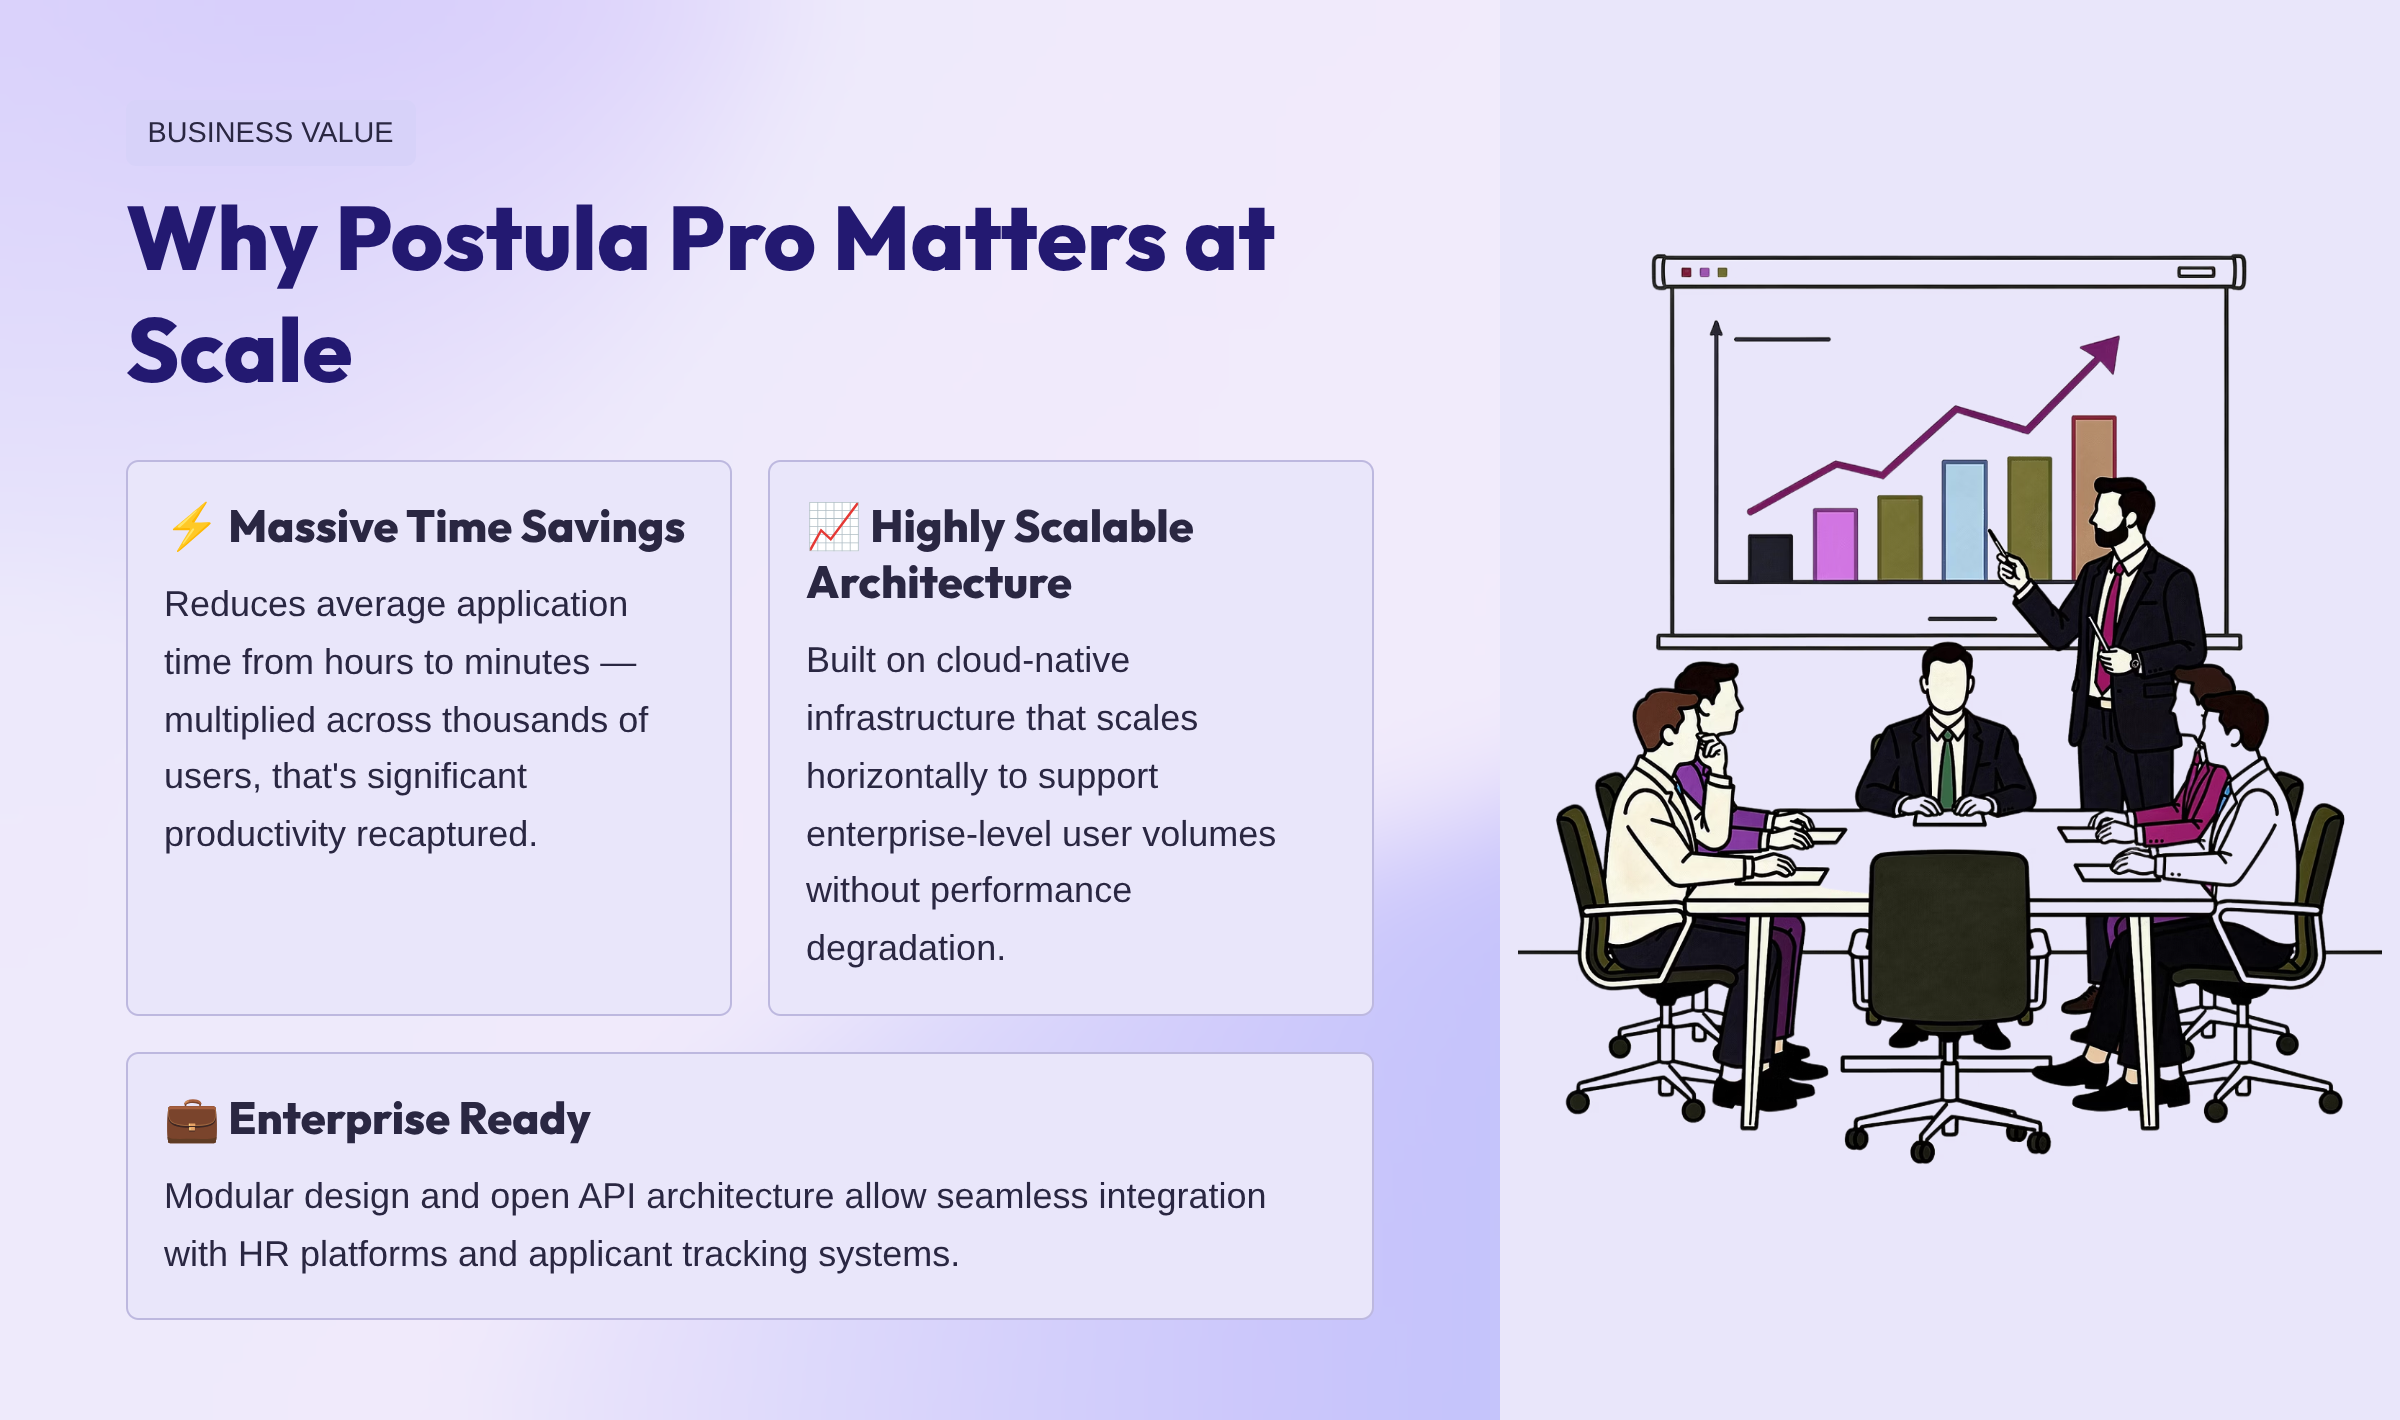 BUSINESS VALUE
Why Postula Pro Matters at
Scale
⚡ Massive Time Savings
Reduces average application
time from hours to minutes —
multiplied across thousands of
users, that's significant
productivity recaptured.
📈 Highly Scalable
Architecture
Built on cloud-native
infrastructure that scales
horizontally to support
enterprise-level user volumes
without performance
degradation.
💼 Enterprise Ready
Modular design and open API architecture allow seamless integration
with HR platforms and applicant tracking systems.